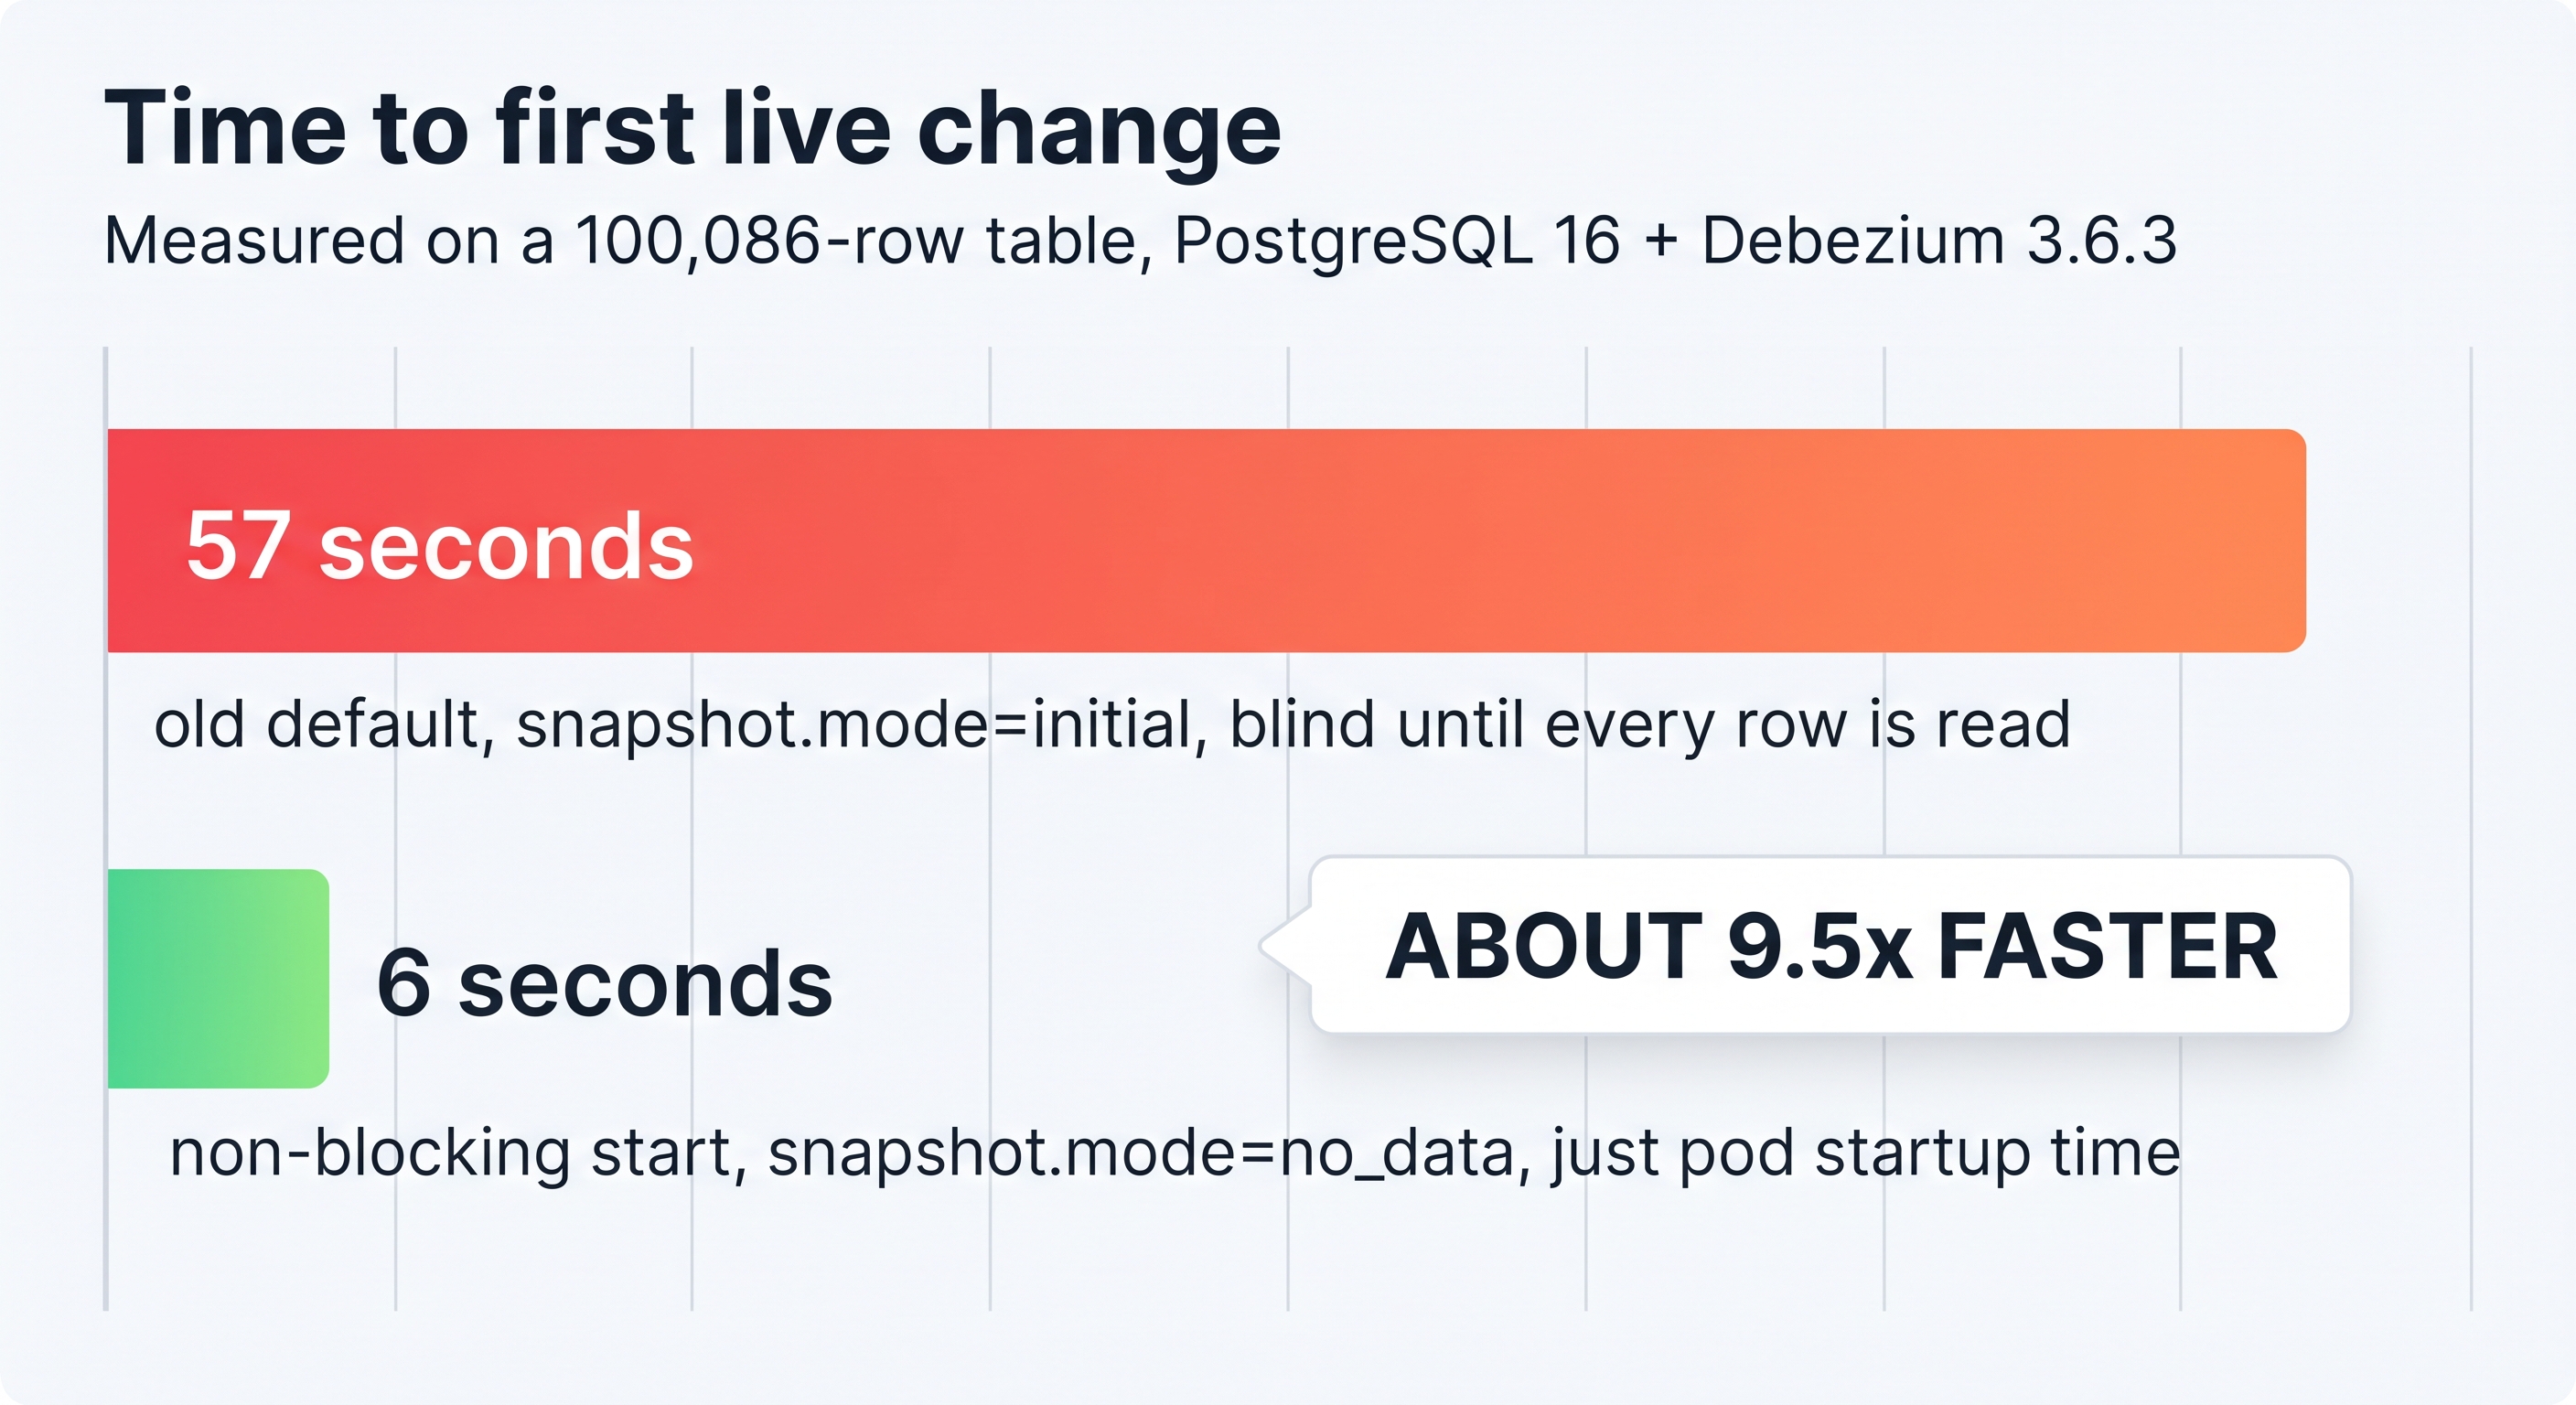 Time to first live change
Measured on a 100,086-row table, PostgreSQL 16 + Debezium 3.6.3
57 seconds
old default, snapshot.mode=initial, blind until every row is read
6 seconds
ABOUT 9.5x FASTER
non-blocking start, snapshot.mode=no_data, just pod startup time